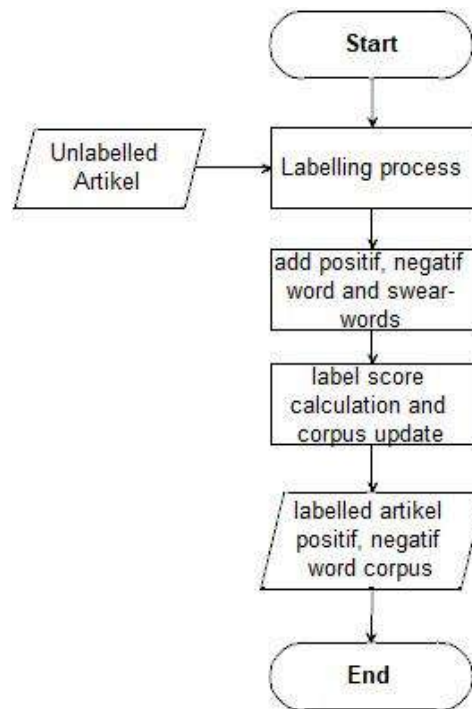 Start
Unlabelled
Artikel
Labelling process
add positif, negatif
word and swear-
words
label score
calculation and
corpus update
labelled artikel
positif, negatif
word corpus
End